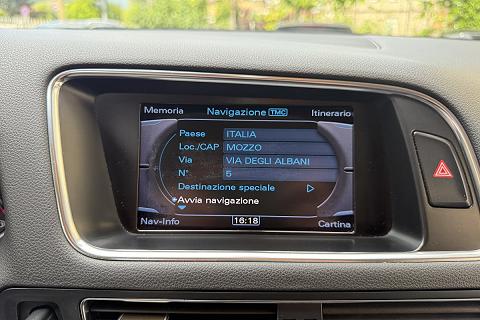 Memoria Navigazione TMC Itinerario
Paese ITALIA
Loc./CAP MOZZO
Via VIA DEGLI ALBANI
N° 5
Destinazione speciale
Avvia navigazione
Nav-Info 16:18 Cartina